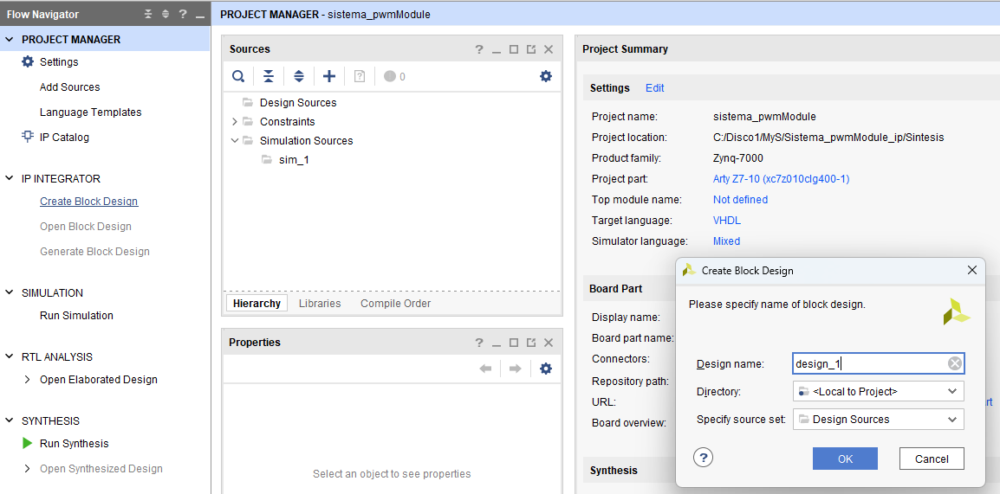 Flow Navigator
? _
PROJECT MANAGER
Settings
Add Sources
Language Templates
IP Catalog
IP INTEGRATOR
Create Block Design
Open Block Design
Generate Block Design
SIMULATION
Run Simulation
RTL ANALYSIS
Open Elaborated Design
SYNTHESIS
Run Synthesis
Open Synthesized Design
PROJECT MANAGER - sistema_pwmModule
Sources
?
0
Design Sources
Constraints
Simulation Sources
sim_1
Hierarchy Libraries Compile Order
Properties
?
Select an object to see properties
Project Summary
Settings Edit
Project name: sistema_pwmModule
Project location: C:/Disco1/MyS/Sistema_pwmModule_ip/Sintesis
Product family: Zynq-7000
Project part: Arty Z7-10 (xc7z010clg400-1)
Top module name: Not defined
Target language: VHDL
Simulator language: Mixed
Board Part
Display name:
Board part name:
Connectors:
Repository path:
URL: rt
Board overview:
Synthesis
Create Block Design
Please specify name of block design.
Design name: design_1
Directory: <Local to Project>
Specify source set: Design Sources
? OK Cancel